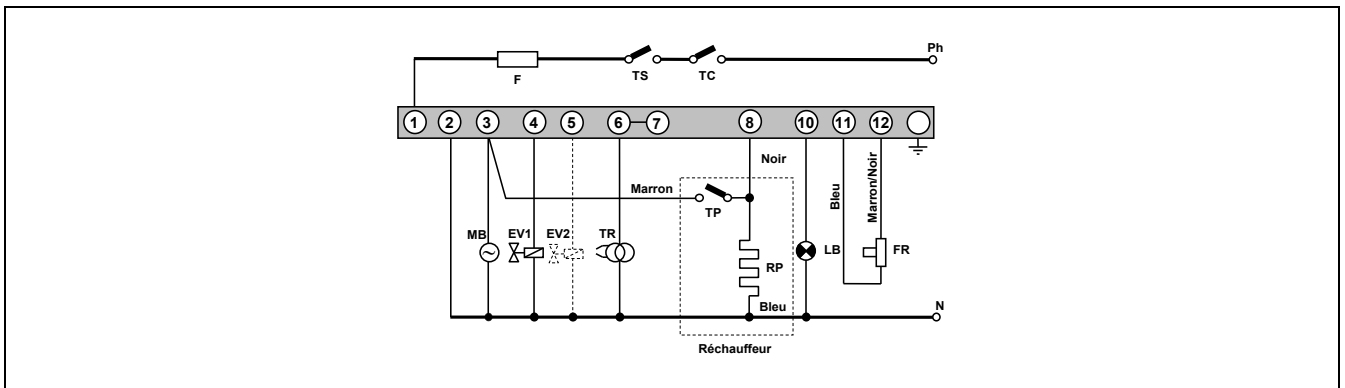 Ph
F TS TC
1 2 3 4 5 6 7 8 10 11 12
Noir
Marron
Bleu
Marron/Noir
TP
MB EV1 EV2 TR LB FR
RP
Bleu
N
Réchauffeur